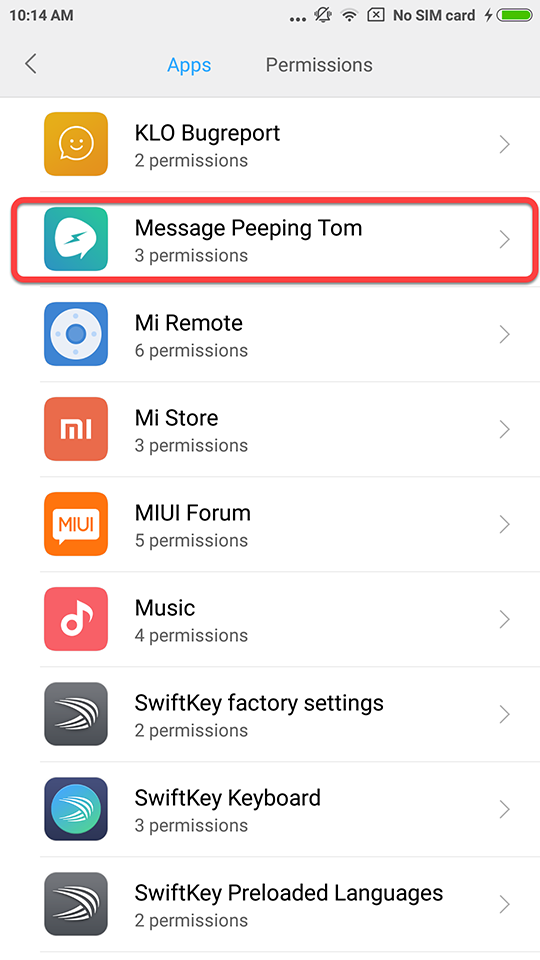 10:14 AM ... No SIM card
Apps Permissions
KLO Bugreport
2 permissions
Message Peeping Tom
3 permissions
Mi Remote
6 permissions
Mi Store
3 permissions
MIUI Forum
5 permissions
Music
4 permissions
SwiftKey factory settings
2 permissions
SwiftKey Keyboard
3 permissions
SwiftKey Preloaded Languages
2 permissions
mi
MIUI